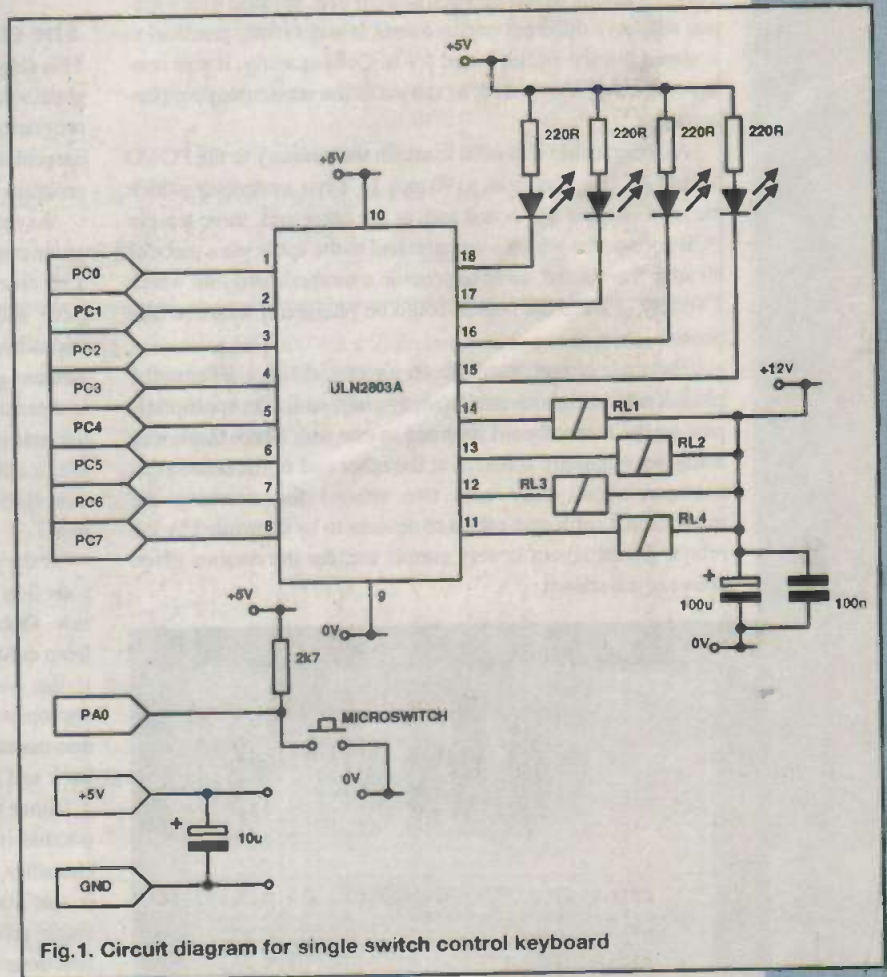 +5V
220R 220R 220R 220R
+5V
10
PC0 1 18
PC1 2 17
PC2 3 16
PC3 4 15
PC4 5 14 RL1
PC5 6 13 RL2
PC6 7 12 RL3
PC7 8 11 RL4
ULN2803A
+12V
9
0V
+ 100u 100n
0V
+5V
2k7
PA0
MICROSWITCH
0V
+5V
+ 10u
GND
Fig.1. Circuit diagram for single switch control keyboard